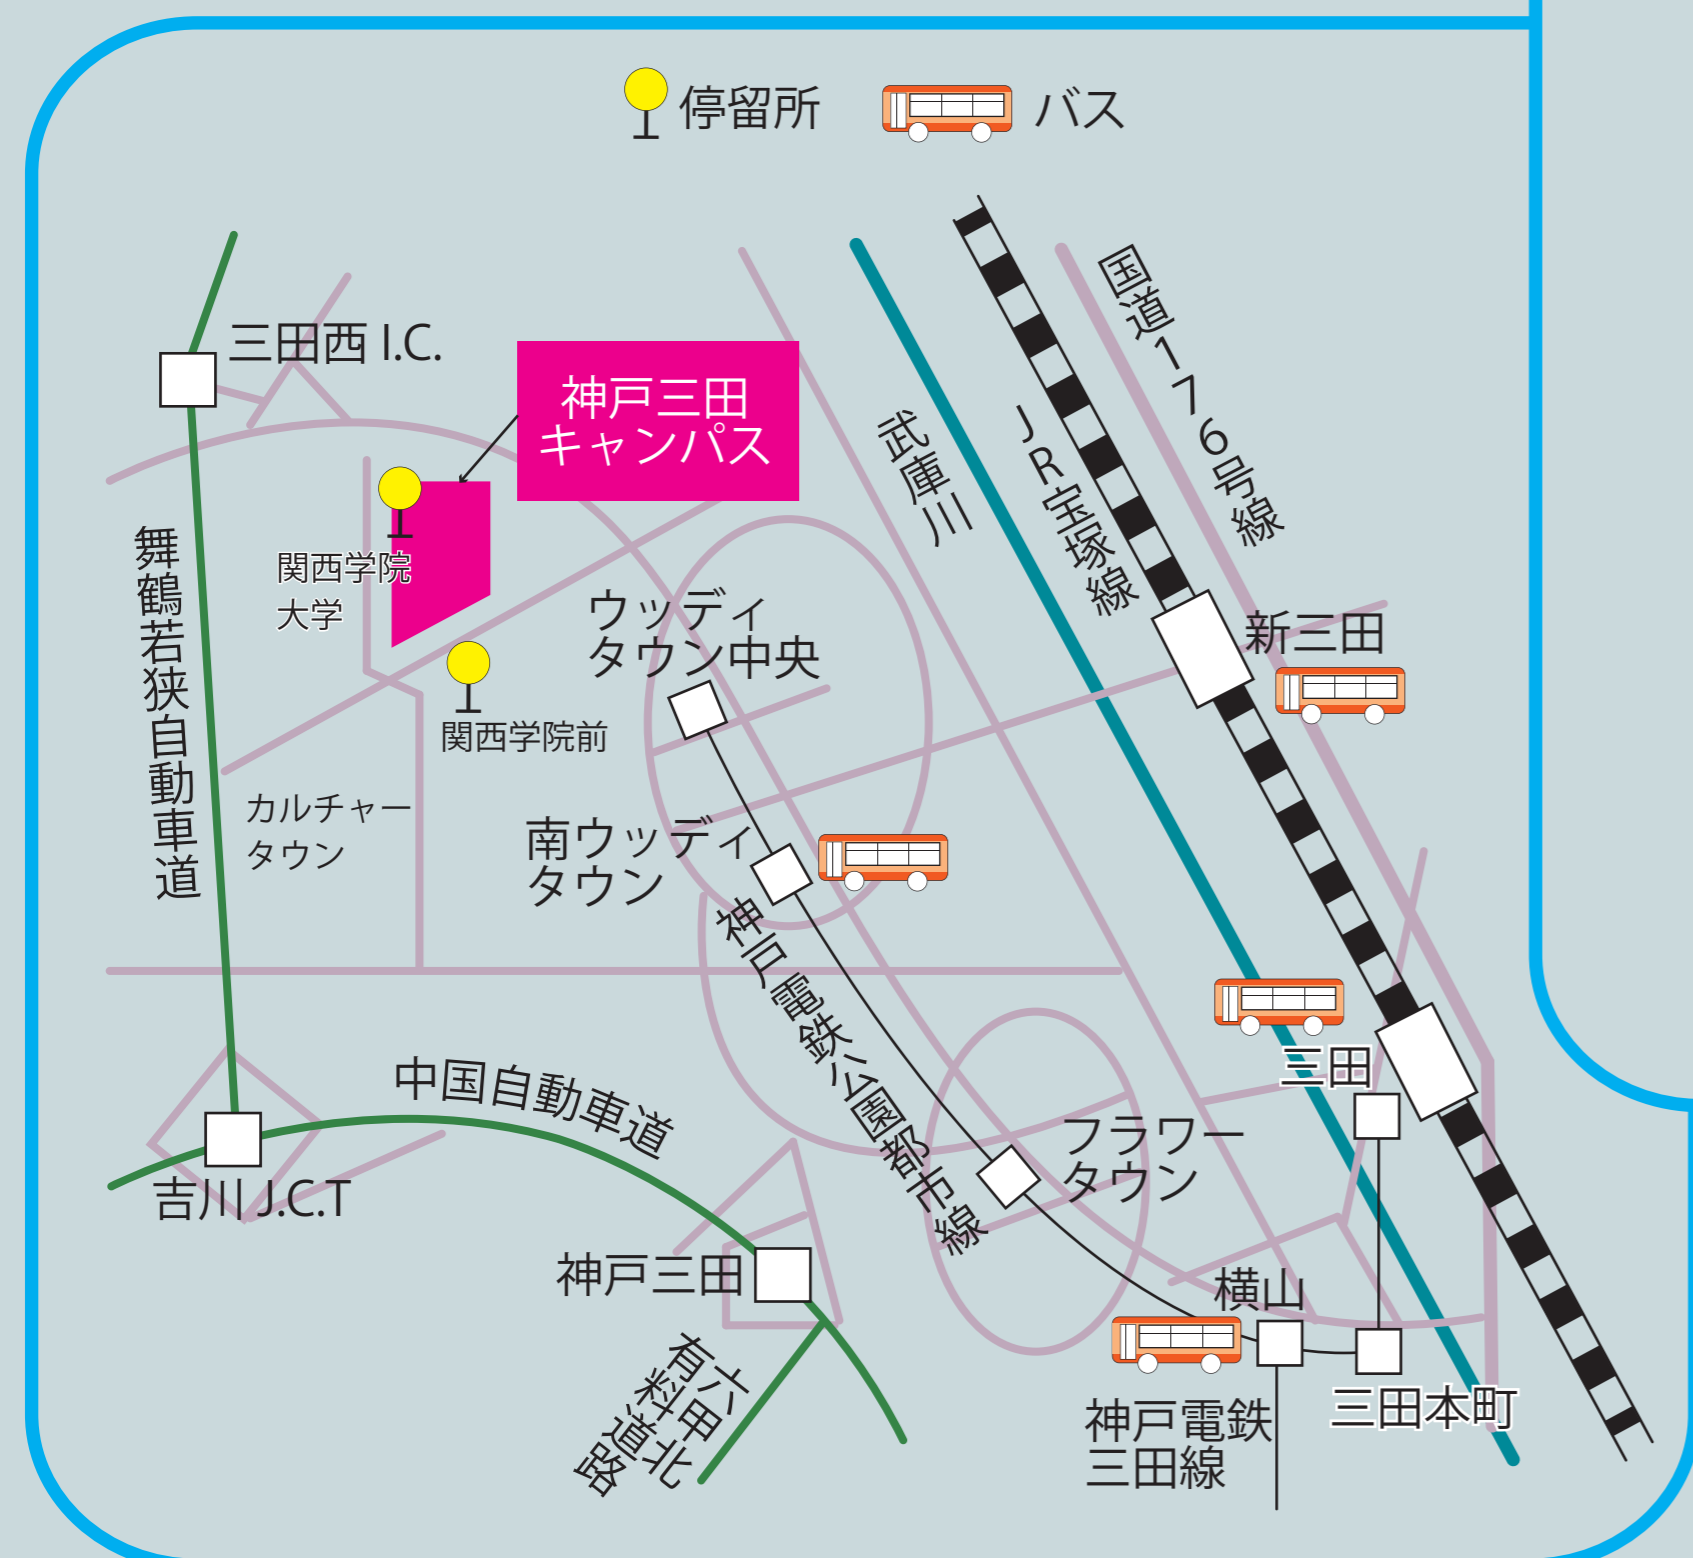 停留所
バス
三田西 I.C.
神戸三田
キャンパス
国道176号線
武庫川
JR宝塚線
舞鶴若狭自動車道
関西学院
大学
ウッディ
タウン中央
新三田
関西学院前
カルチャー
タウン
南ウッディ
タウン
神戸電鉄公園都市線
三田
中国自動車道
フラワー
タウン
吉川 J.C.T
神戸三田
横山
六甲北
有料道路
三田本町
神戸電鉄
三田線